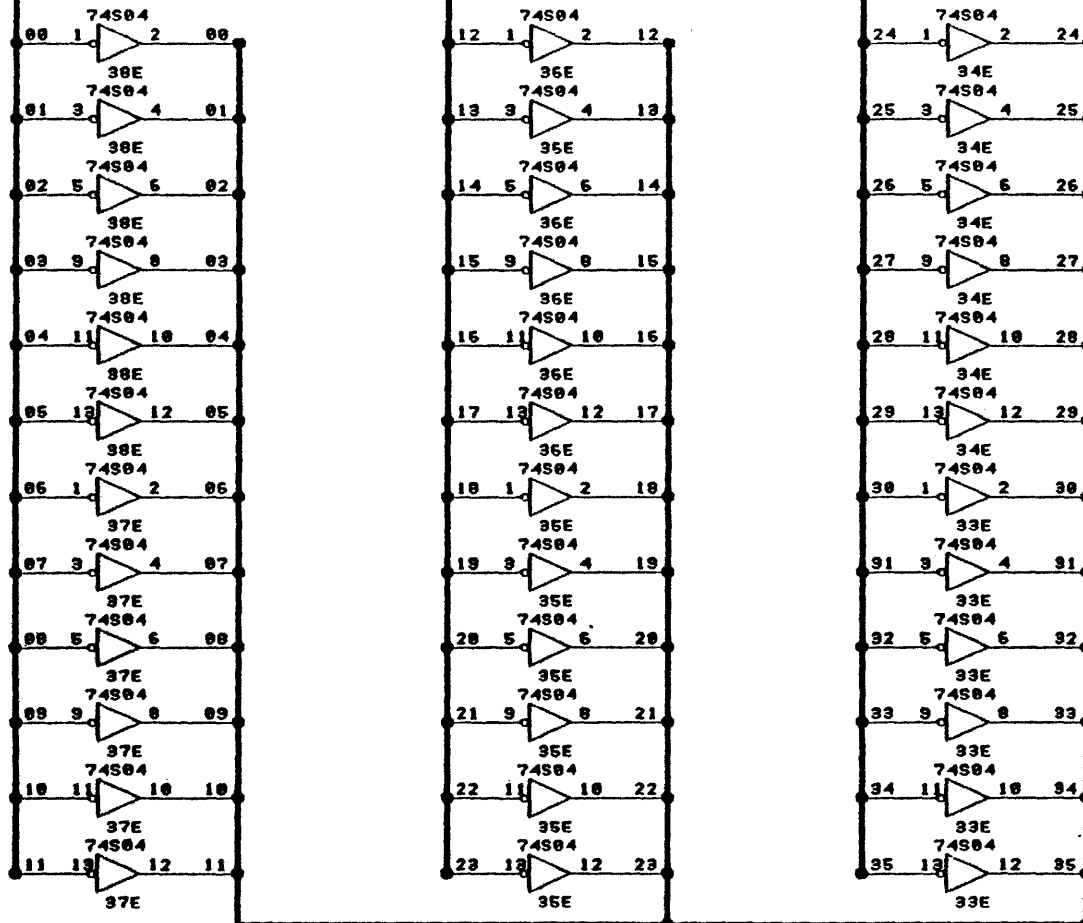 74S04 74S04 74S04
00 1 2 00 12 1 2 12 24 1 2 24
38E 36E 34E
74S04 74S04 74S04
01 3 4 01 13 3 4 13 25 3 4 25
38E 35E 34E
74S04 74S04 74S04
02 5 6 02 14 5 6 14 26 5 6 26
38E 36E 34E
74S04 74S04 74S04
03 9 8 03 15 9 8 15 27 9 8 27
38E 36E 34E
74S04 74S04 74S04
04 11 10 04 16 11 10 16 28 11 10 28
38E 36E 34E
74S04 74S04 74S04
05 13 12 05 17 13 12 17 29 13 12 29
38E 36E 34E
74S04 74S04 74S04
06 1 2 06 18 1 2 18 30 1 2 30
37E 35E 33E
74S04 74S04 74S04
07 3 4 07 19 3 4 19 31 3 4 31
37E 35E 33E
74S04 74S04 74S04
08 5 6 08 20 5 6 20 32 5 6 32
37E 35E 33E
74S04 74S04 74S04
09 9 8 09 21 9 8 21 33 9 8 33
37E 35E 33E
74S04 74S04 74S04
10 11 10 10 22 11 10 22 34 11 10 34
37E 35E 33E
74S04 74S04 74S04
11 13 12 11 23 13 12 23 35 13 12 35
37E 35E 33E